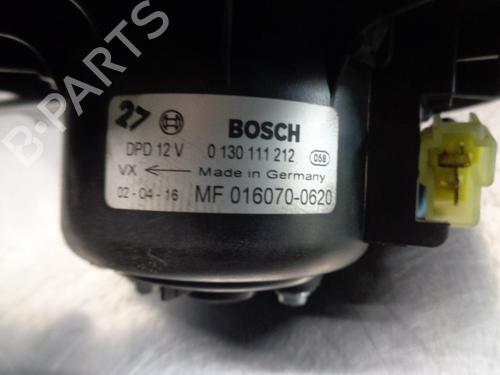 27 BOSCH
DPD 12 V 0 130 111 212 058
VX Made in Germany
02-04-16 MF 016070-0620
B-PARTS